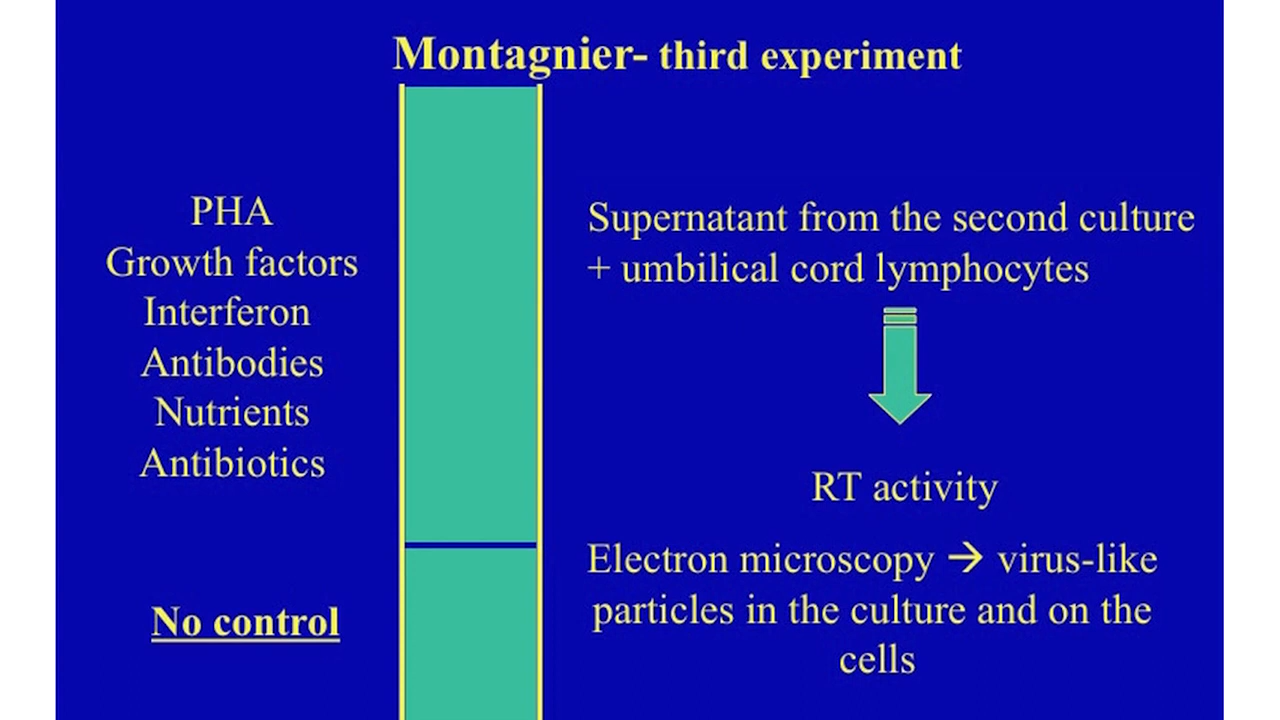 Montagnier- third experiment
PHA
Growth factors
Interferon
Antibodies
Nutrients
Antibiotics
No control
Supernatant from the second culture
+ umbilical cord lymphocytes
RT activity
Electron microscopy → virus-like
particles in the culture and on the
cells